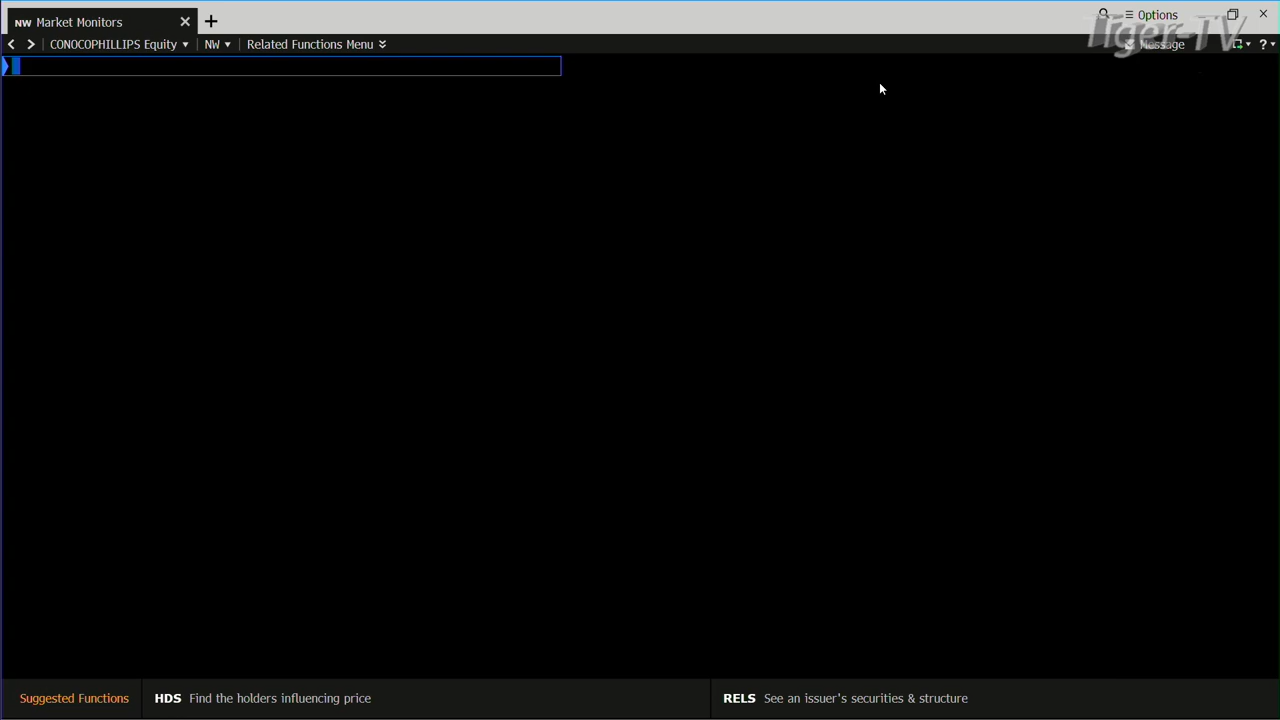 NW Market Monitors
Options
Tiger-TV
CONOCOPHILLIPS Equity NW Related Functions Menu
Message
?
Suggested Functions HDS Find the holders influencing price RELS See an issuer's securities & structure